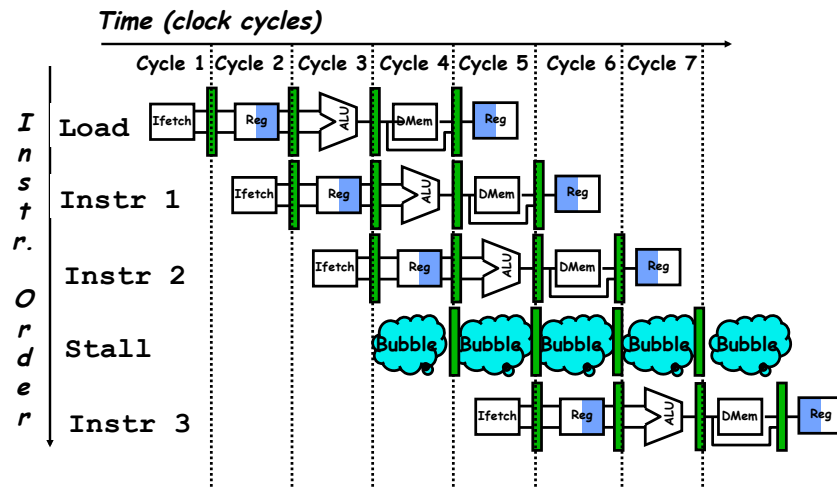 Time (clock cycles)
Cycle 1 Cycle 2 Cycle 3 Cycle 4 Cycle 5 Cycle 6 Cycle 7
Instr. Order
Load Ifetch Reg ALU DMem Reg
Instr 1 Ifetch Reg ALU DMem Reg
Instr 2 Ifetch Reg ALU DMem Reg
Stall Bubble Bubble Bubble Bubble Bubble
Instr 3 Ifetch Reg ALU DMem Reg